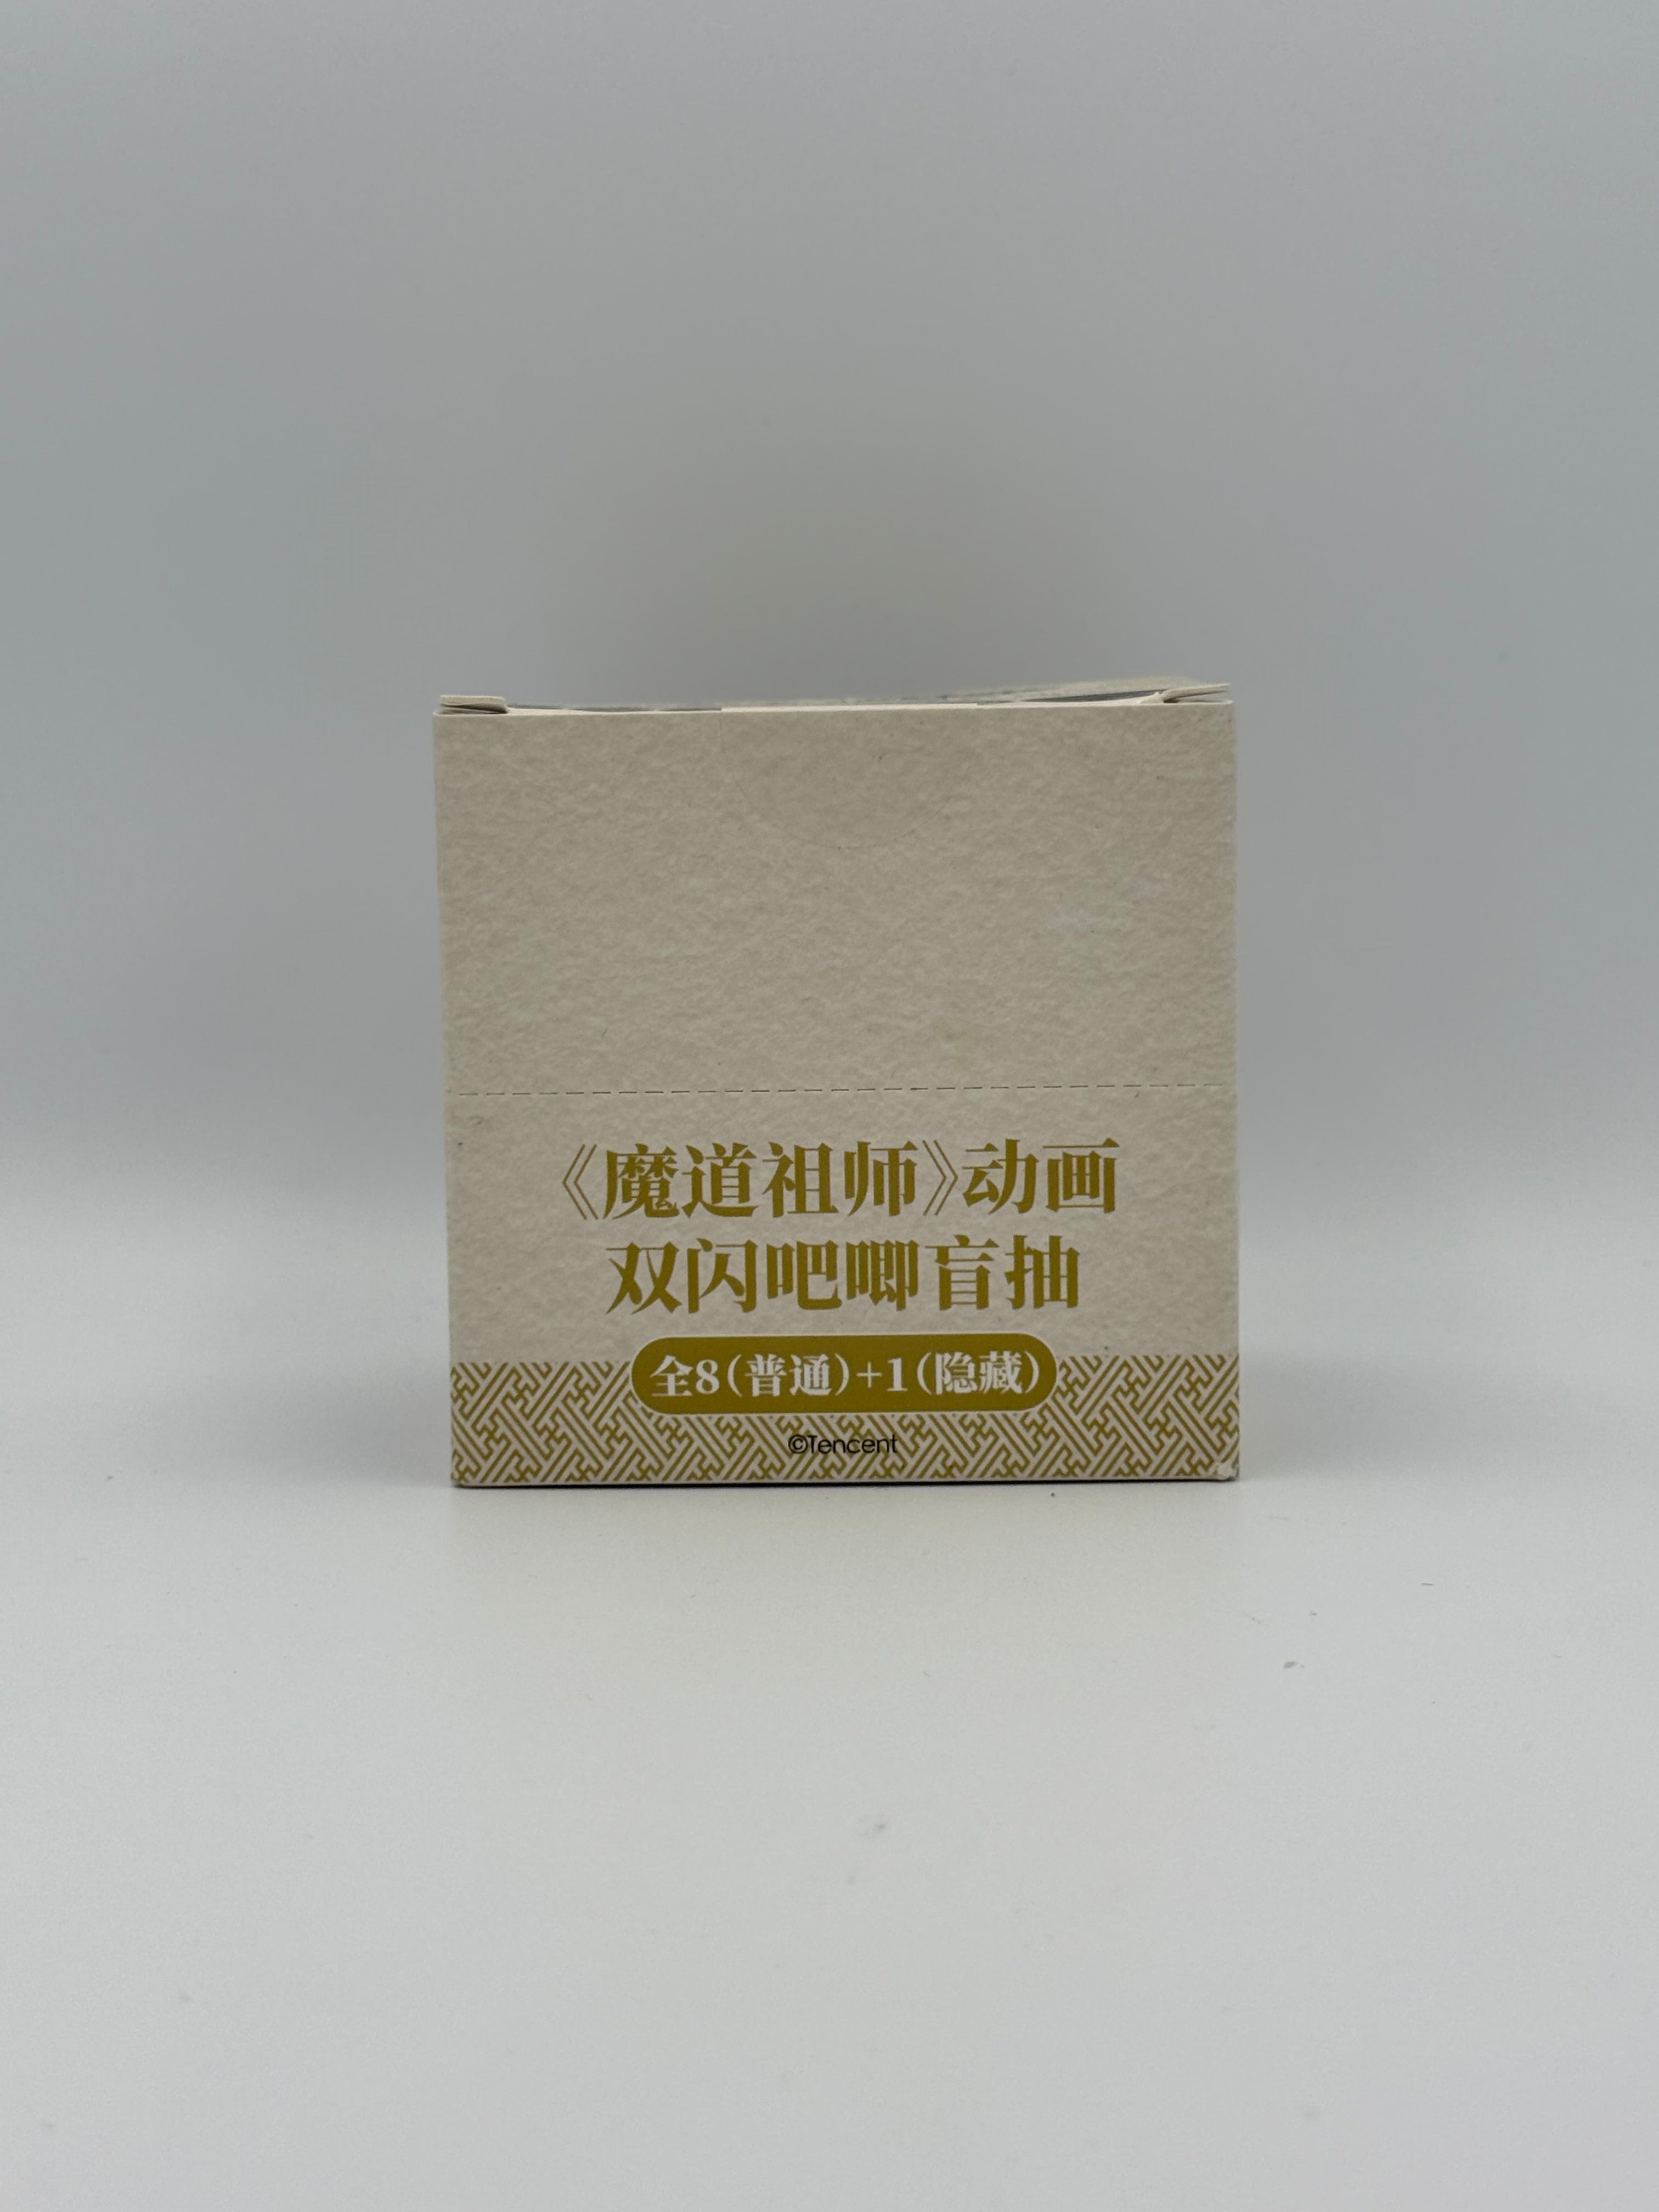 《魔道祖师》动画
双闪吧唧盲抽
全8(普通)+1(隐藏)
©Tencent